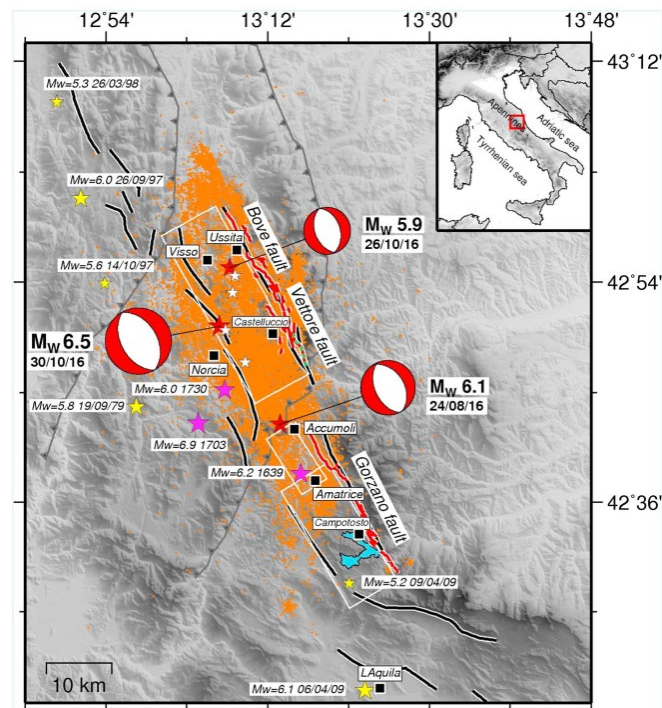 12°54'
13°12'
13°30'
13°48'
43°12'
Mw=5.3 26/03/98
Apennines
Adriatic sea
Tyrrhenian sea
Mw=6.0 26/09/97
Bove fault
Mw 5.9
26/10/16
Ussita
Visso
Mw=5.6 14/10/97
42°54'
Vettore fault
Castelluccio
Mw 6.5
30/10/16
Norcia
Mw=6.0 1730
Mw 6.1
24/08/16
Mw=5.8 19/09/79
Accumoli
Mw=6.9 1703
Mw=6.2 1639
Gorzano fault
Amatrice
42°36'
Campotosto
Mw=5.2 09/04/09
10 km
LAquila
Mw=6.1 06/04/09